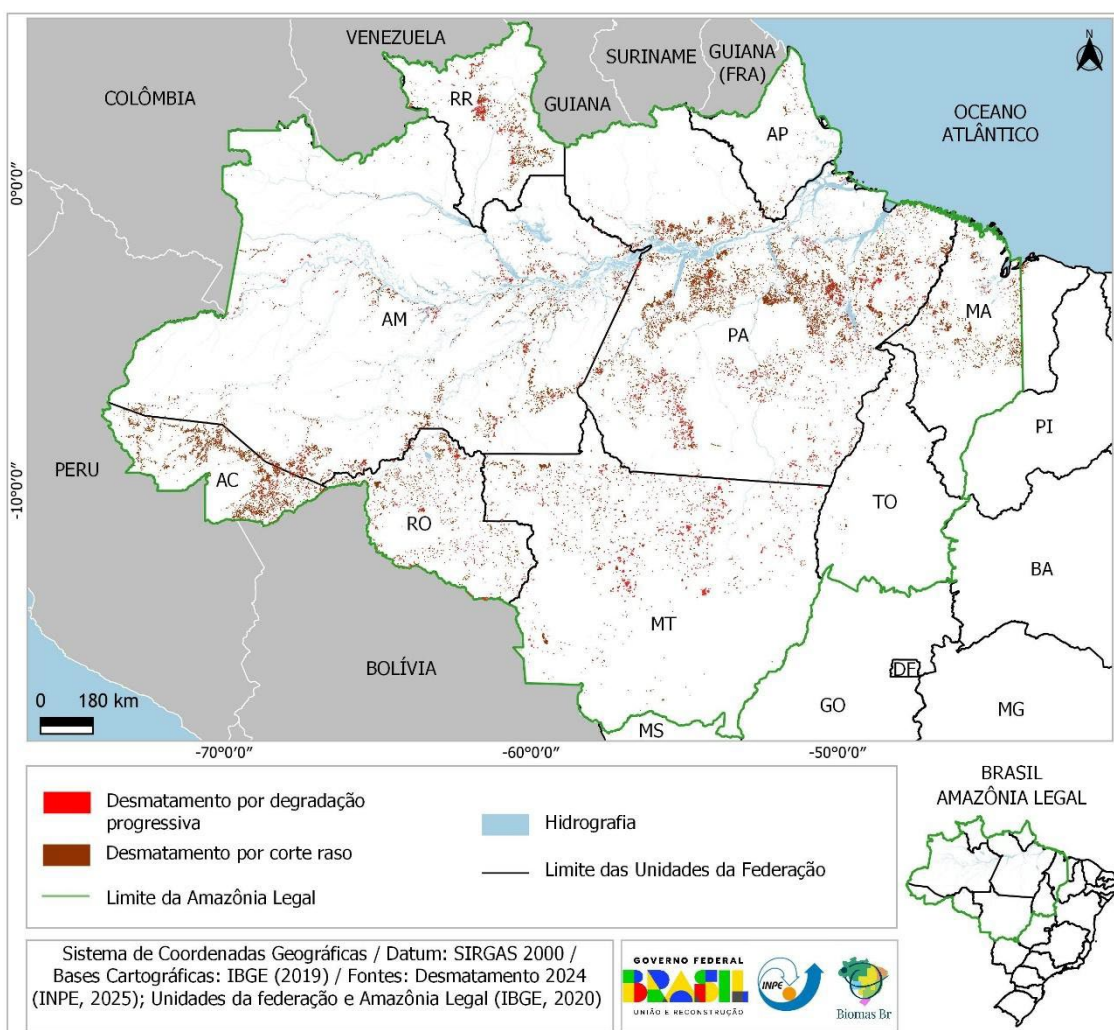 N
VENEZUELA
SURINAME
GUIANA
(FRA)
COLÔMBIA
RR
GUIANA
AP
OCEANO
ATLÂNTICO
0°0'0"
AM
PA
MA
PI
PERU
AC
-10°0'0"
RO
TO
BA
MT
BOLÍVIA
DF
GO
MG
MS
0 180 km
-70°0'0" -60°0'0" -50°0'0"
Desmatamento por degradação
progressiva
Desmatamento por corte raso
Limite da Amazônia Legal
Hidrografia
Limite das Unidades da Federação
BRASIL
AMAZÔNIA LEGAL
Sistema de Coordenadas Geográficas / Datum: SIRGAS 2000 /
Bases Cartográficas: IBGE (2019) / Fontes: Desmatamento 2024
(INPE, 2025); Unidades da federação e Amazônia Legal (IBGE, 2020)
GOVERNO FEDERAL
BRASIL
UNIÃO E RECONSTRUÇÃO
INPE
Biomas Br